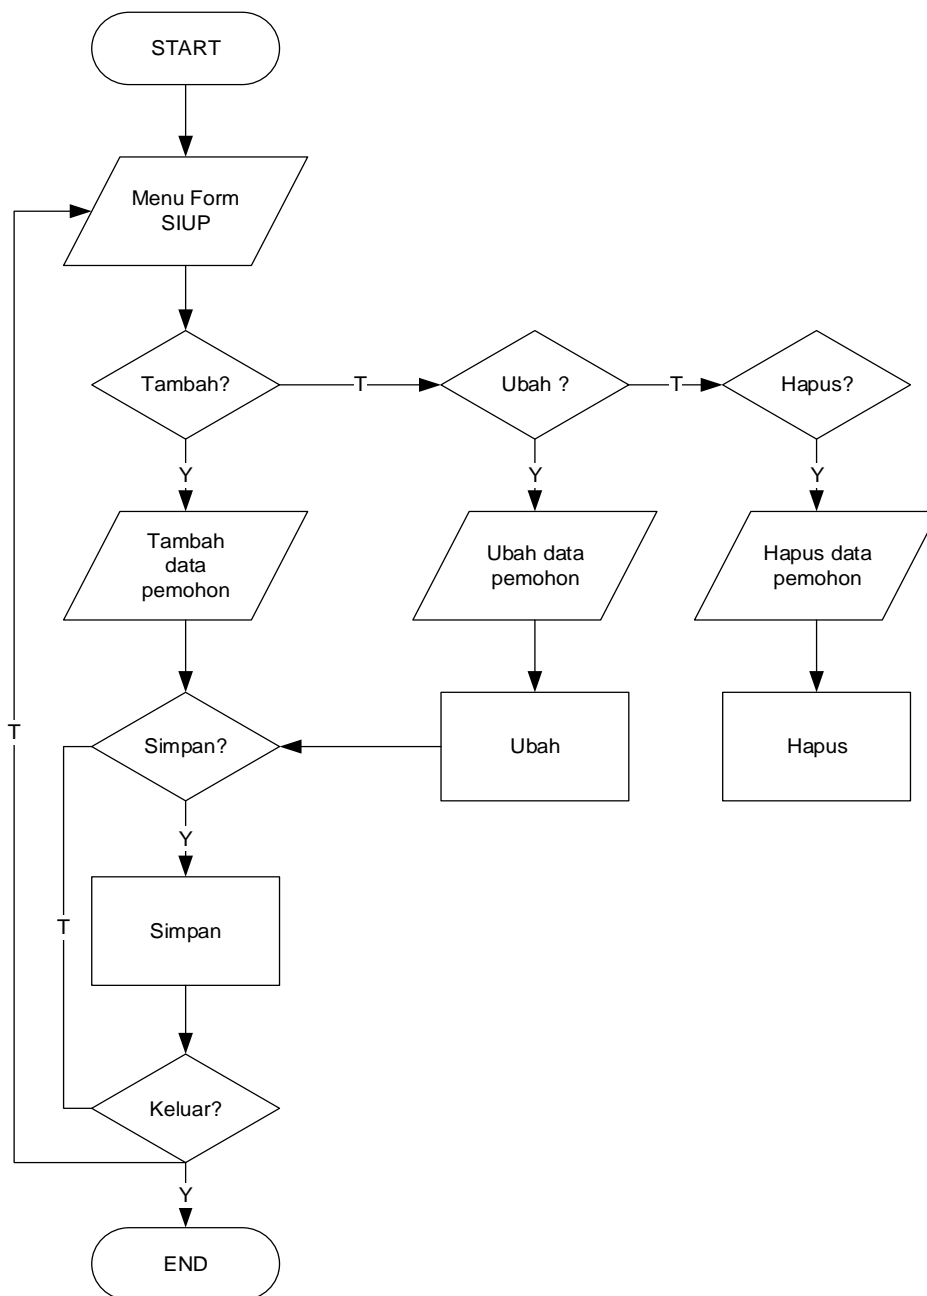 START
Menu Form
SIUP
Tambah?
T
Ubah ?
T
Hapus?
Y
Y
Y
Tambah
data
pemohon
Ubah data
pemohon
Hapus data
pemohon
T
Simpan?
Ubah
Hapus
Y
T
Simpan
Keluar?
Y
END